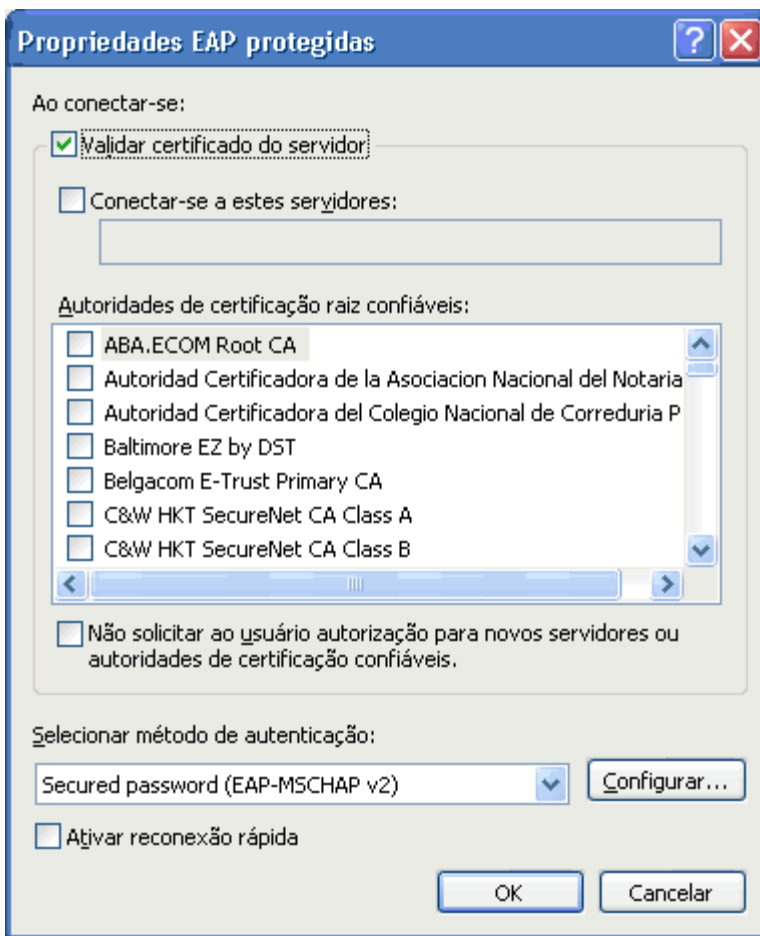 Propriedades EAP protegidas
Ao conectar-se:
Validar certificado do servidor
Conectar-se a estes servidores:
Autoridades de certificação raiz confiáveis:
ABA.ECOM Root CA
Autoridad Certificadora de la Asociacion Nacional del Notaria
Autoridad Certificadora del Colegio Nacional de Correduria P
Baltimore EZ by DST
Belgacom E-Trust Primary CA
C&W HKT SecureNet CA Class A
C&W HKT SecureNet CA Class B
Não solicitar ao usuário autorização para novos servidores ou
autoridades de certificação confiáveis.
Selecionar método de autenticação:
Secured password (EAP-MSCHAP v2)
Configurar...
Ativar reconexão rápida
OK
Cancelar